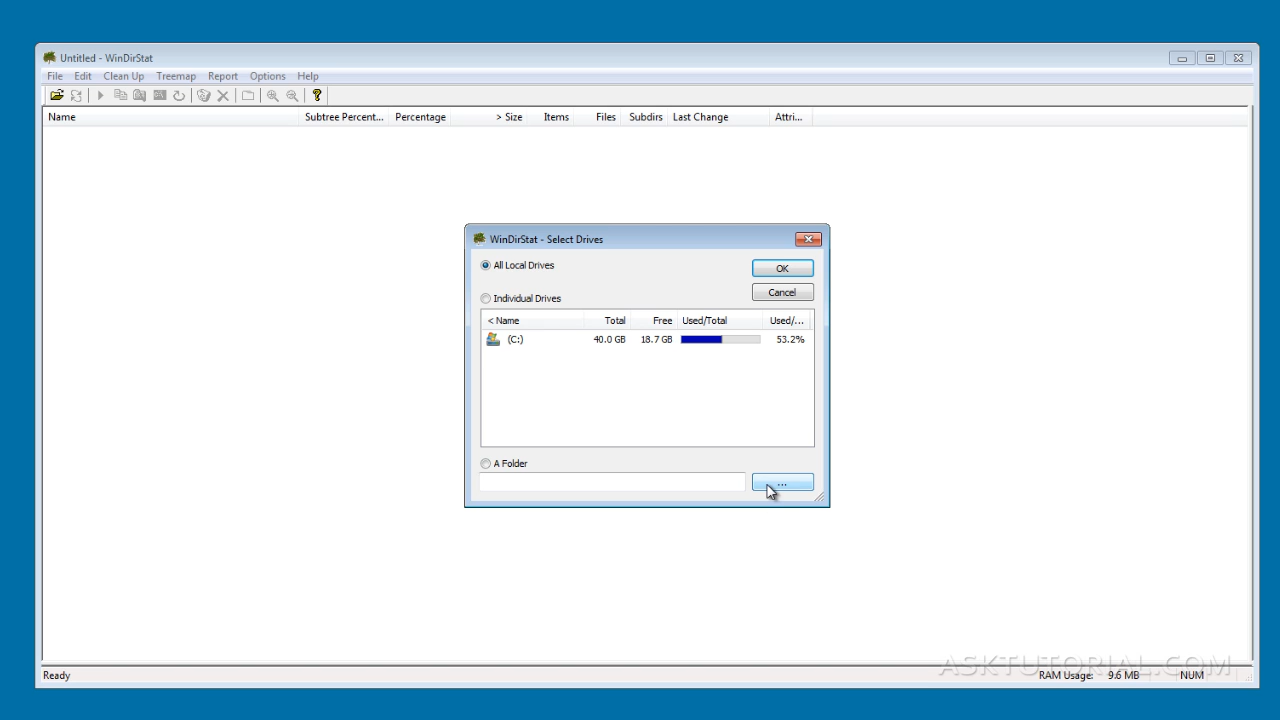 Untitled - WinDirStat
File Edit Clean Up Treemap Report Options Help
Name Subtree Percent... Percentage > Size Items Files Subdirs Last Change Attri...
WinDirStat - Select Drives
All Local Drives
OK
Individual Drives
Cancel
< Name Total Free Used/Total Used/...
(C:) 40.0 GB 18.7 GB 53.2%
A Folder
...
ASKTUTORIAL.COM
Ready RAM Usage: 9.6 MB NUM